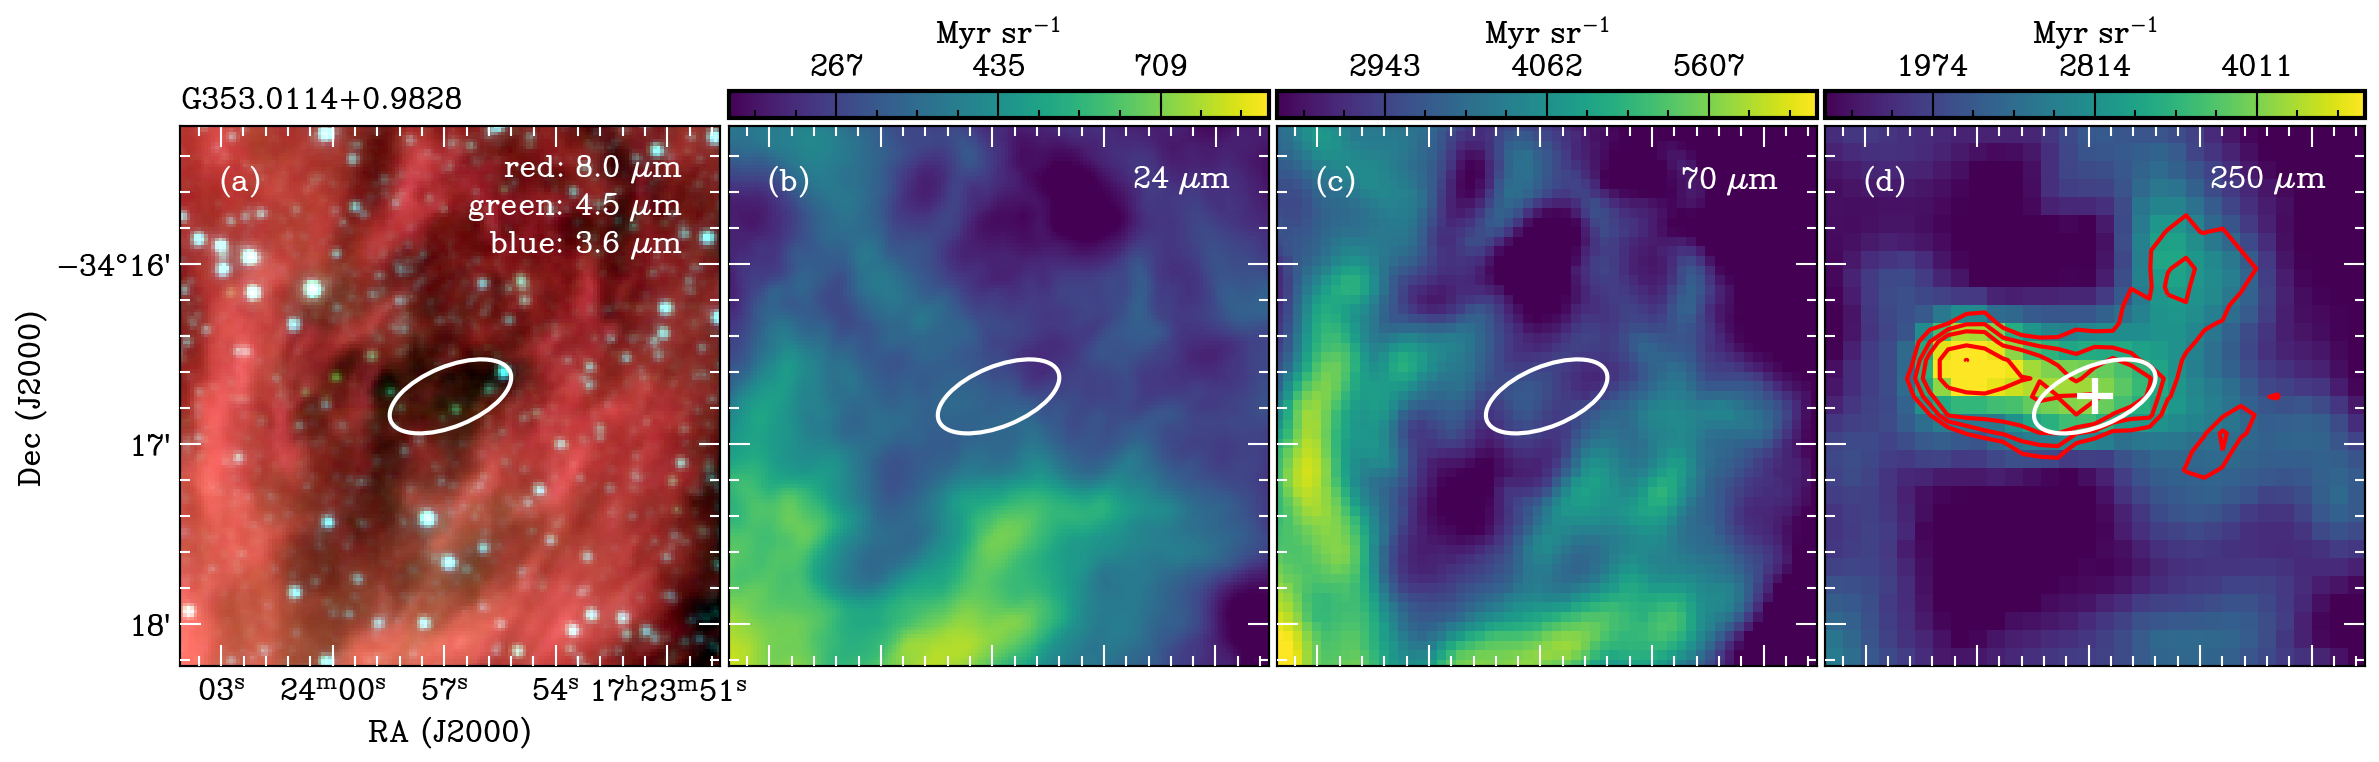 G353.0114+0.9828
Myr sr⁻¹
267 435 709
Myr sr⁻¹
2943 4062 5607
Myr sr⁻¹
1974 2814 4011
(a)
red: 8.0 μm
green: 4.5 μm
blue: 3.6 μm
(b)
24 μm
(c)
70 μm
(d)
250 μm
−34°16'
17'
18'
Dec (J2000)
03ˢ 24ᵐ00ˢ 57ˢ 54ˢ 17ʰ23ᵐ51ˢ
RA (J2000)